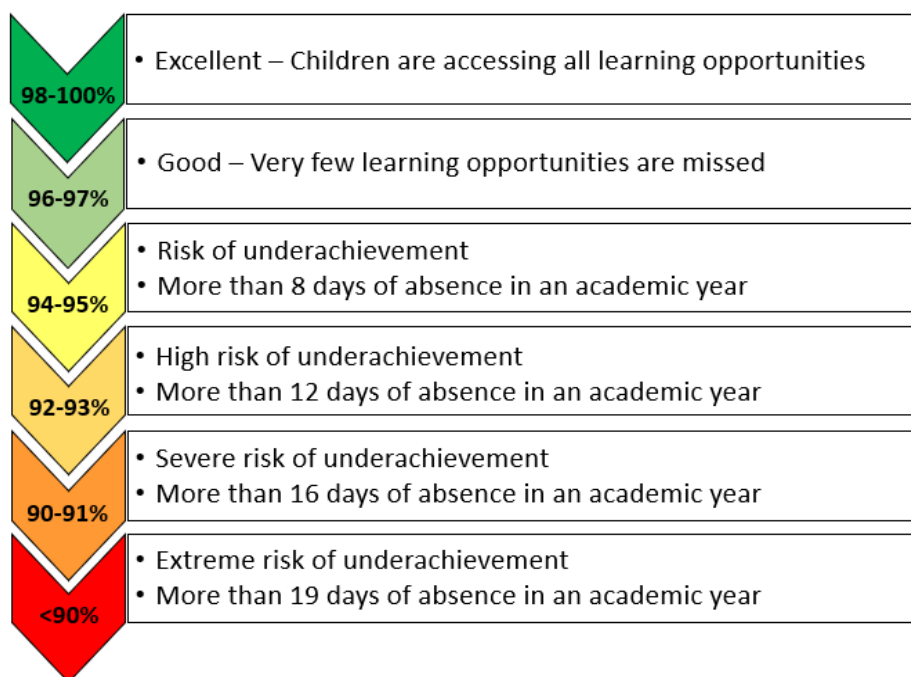 98-100%
• Excellent – Children are accessing all learning opportunities
96-97%
• Good – Very few learning opportunities are missed
94-95%
• Risk of underachievement
• More than 8 days of absence in an academic year
92-93%
• High risk of underachievement
• More than 12 days of absence in an academic year
90-91%
• Severe risk of underachievement
• More than 16 days of absence in an academic year
<90%
• Extreme risk of underachievement
• More than 19 days of absence in an academic year